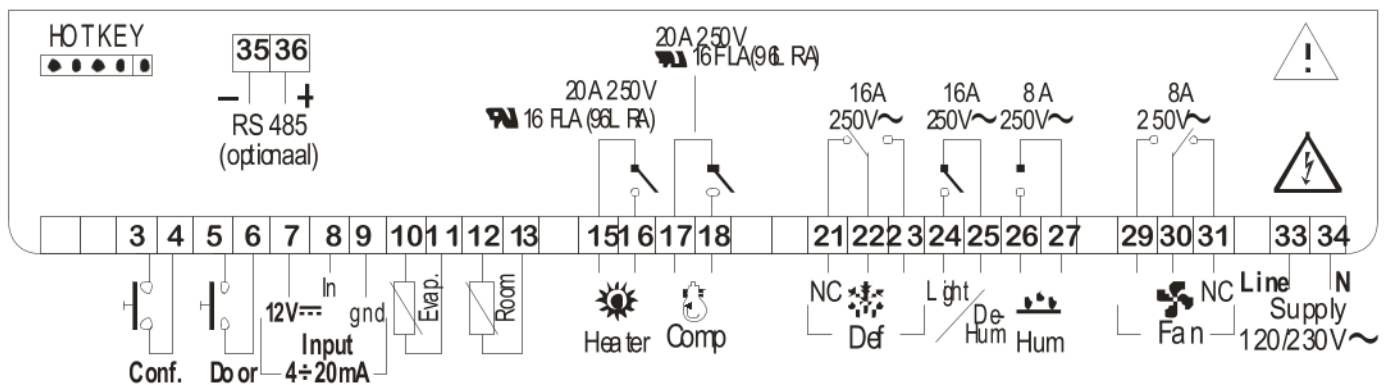 HOTKEY
35 36
− +
RS 485
(optionaal)
20A 250V
16 FLA (96L RA)
20A 250V
16 FLA (96L RA)
16A
250V~
16A
250V~
8A
250V~
8A
250V~
!
3 4 5 6 7 8 9 10 11 12 13 15 16 17 18 21 22 23 24 25 26 27 29 30 31 33 34
Conf.
Door
12V
In
gnd
Input
4÷20mA
Evap.
Room
Heater
Comp
NC
Def
Light
De-
Hum
Hum
NC
Fan
Line N
Supply
120/230V~